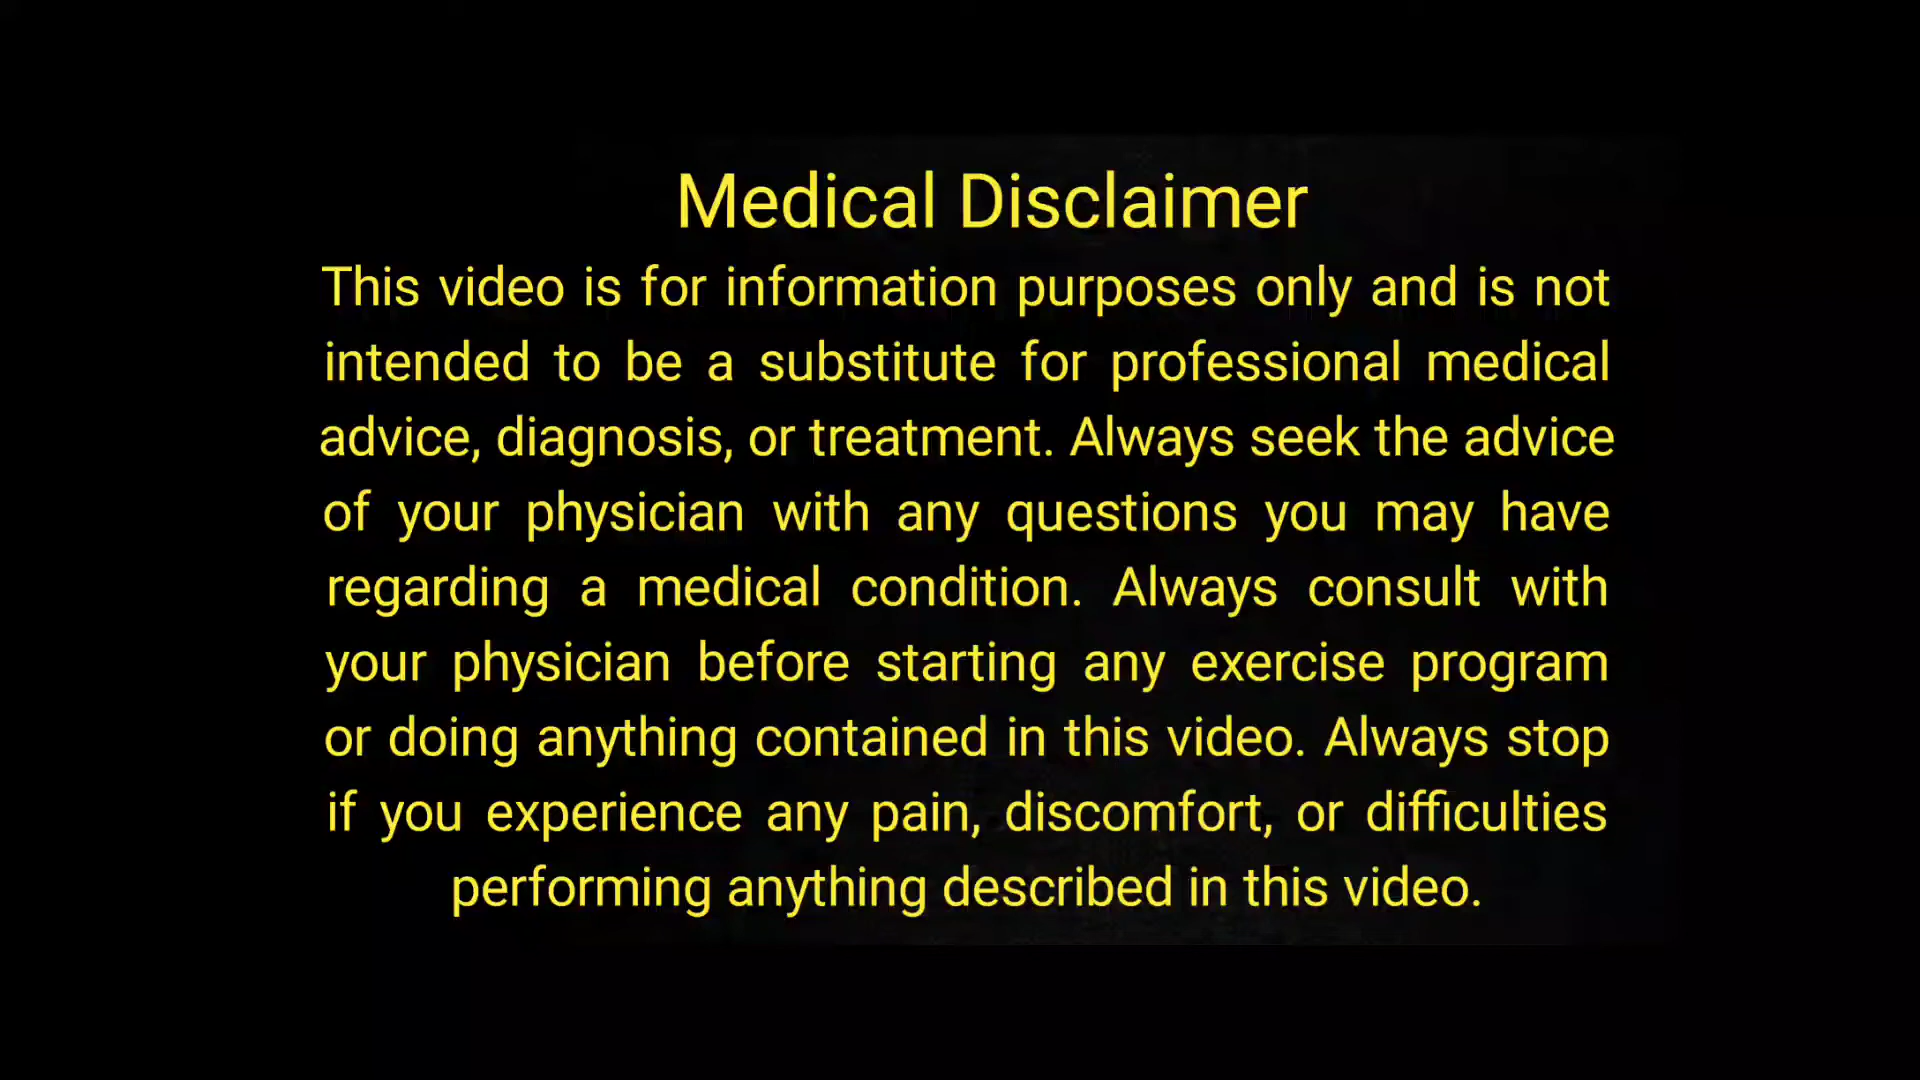 Medical Disclaimer
This video is for information purposes only and is not
intended to be a substitute for professional medical
advice, diagnosis, or treatment. Always seek the advice
of your physician with any questions you may have
regarding a medical condition. Always consult with
your physician before starting any exercise program
or doing anything contained in this video. Always stop
if you experience any pain, discomfort, or difficulties
performing anything described in this video.